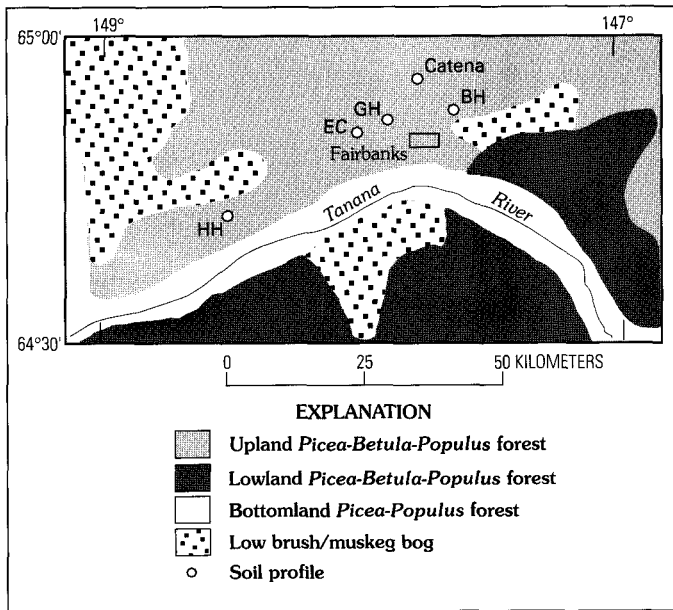 149° 147°
65°00'
Catena
BH
GH
EC
Fairbanks
Tanana River
HH
64°30'
0 25 50 KILOMETERS
EXPLANATION
Upland Picea-Betula-Populus forest
Lowland Picea-Betula-Populus forest
Bottomland Picea-Populus forest
Low brush/muskeg bog
Soil profile